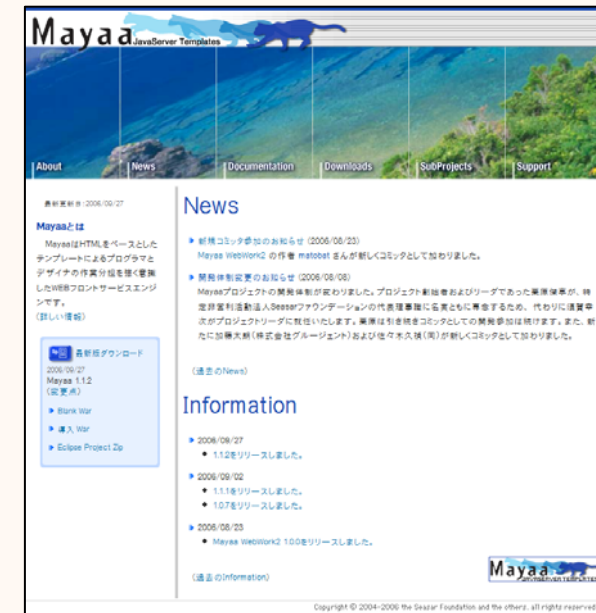 Mayaa JavaServer Templates
About
News
Documentation
Downloads
SubProjects
Support
最新更新日:2006/09/27
Mayaaとは
MayaaはHTMLをベースとした
テンプレートによるプログラマと
デザイナの作業分担を強く意識
したWEBフロントサービスエンジ
ンです。
(詳しい情報)
最新版ダウンロード
2006/09/27
Mayaa 1.1.2
(変更点)
Blank War
導入 War
Eclipse Project Zip
News
新規コミッタ参加のお知らせ (2006/08/23)
Mayaa WebWork2 の作者 matobat さんが新しくコミッタとして加わりました。
開発体制変更のお知らせ (2006/08/08)
Mayaaプロジェクトの開発体制が変わりました。プロジェクト創始者およびリーダであった栗原傑享が、特
定非営利活動法人Seasarファウンデーションの代表理事職に名実ともに専念するため、代わりに須賀幸
次がプロジェクトリーダに就任いたします。栗原は引き続きコミッタとしての開発参加は続けます。また、新
たに加藤大朗(株式会社グルージェント)および佐々木久禎(同)が新しくコミッタとして加わりました。
(過去のNews)
Information
2006/09/27
1.1.2をリリースしました。
2006/09/02
1.1.1をリリースしました。
1.0.7をリリースしました。
2006/08/23
Mayaa WebWork2 1.0.0をリリースしました。
(過去のInformation)
Mayaa JAVASERVER TEMPLATES
Copyright © 2004-2006 the Seasar Foundation and the others, all rights reserved.